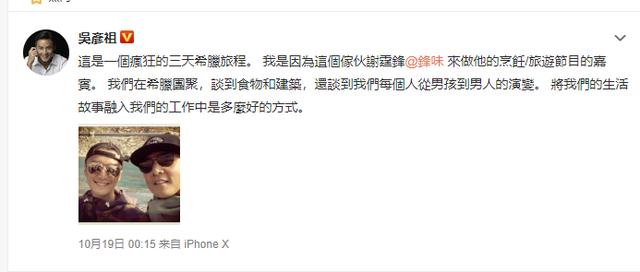 吳彥祖
這是一個瘋狂的三天希臘旅程。 我是因為這個傢伙謝霆鋒@鋒味 來做他的烹飪/旅遊節目的嘉
賓。 我們在希臘團聚，談到食物和建築，還談到我們每個人從男孩到男人的演變。 將我們的生活
故事融入我們的工作中是多麼好的方式。
10月19日 00:15 来自 iPhone X